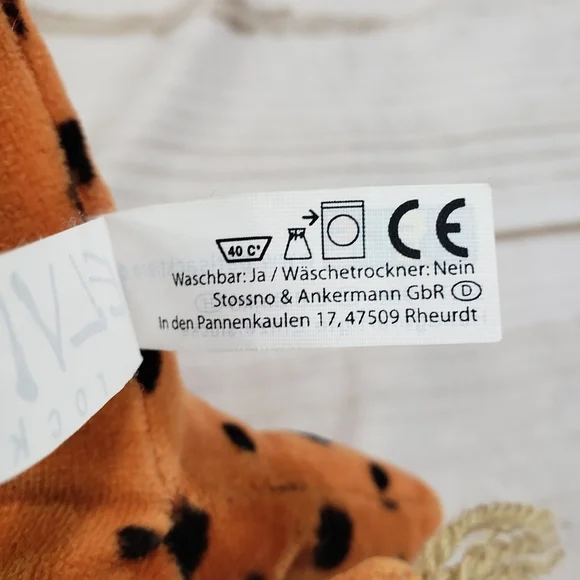 40 C°
CE
Waschbar: Ja / Wäschetrockner: Nein
Stossno & Ankermann GbR D
In den Pannenkaulen 17, 47509 Rheurdt